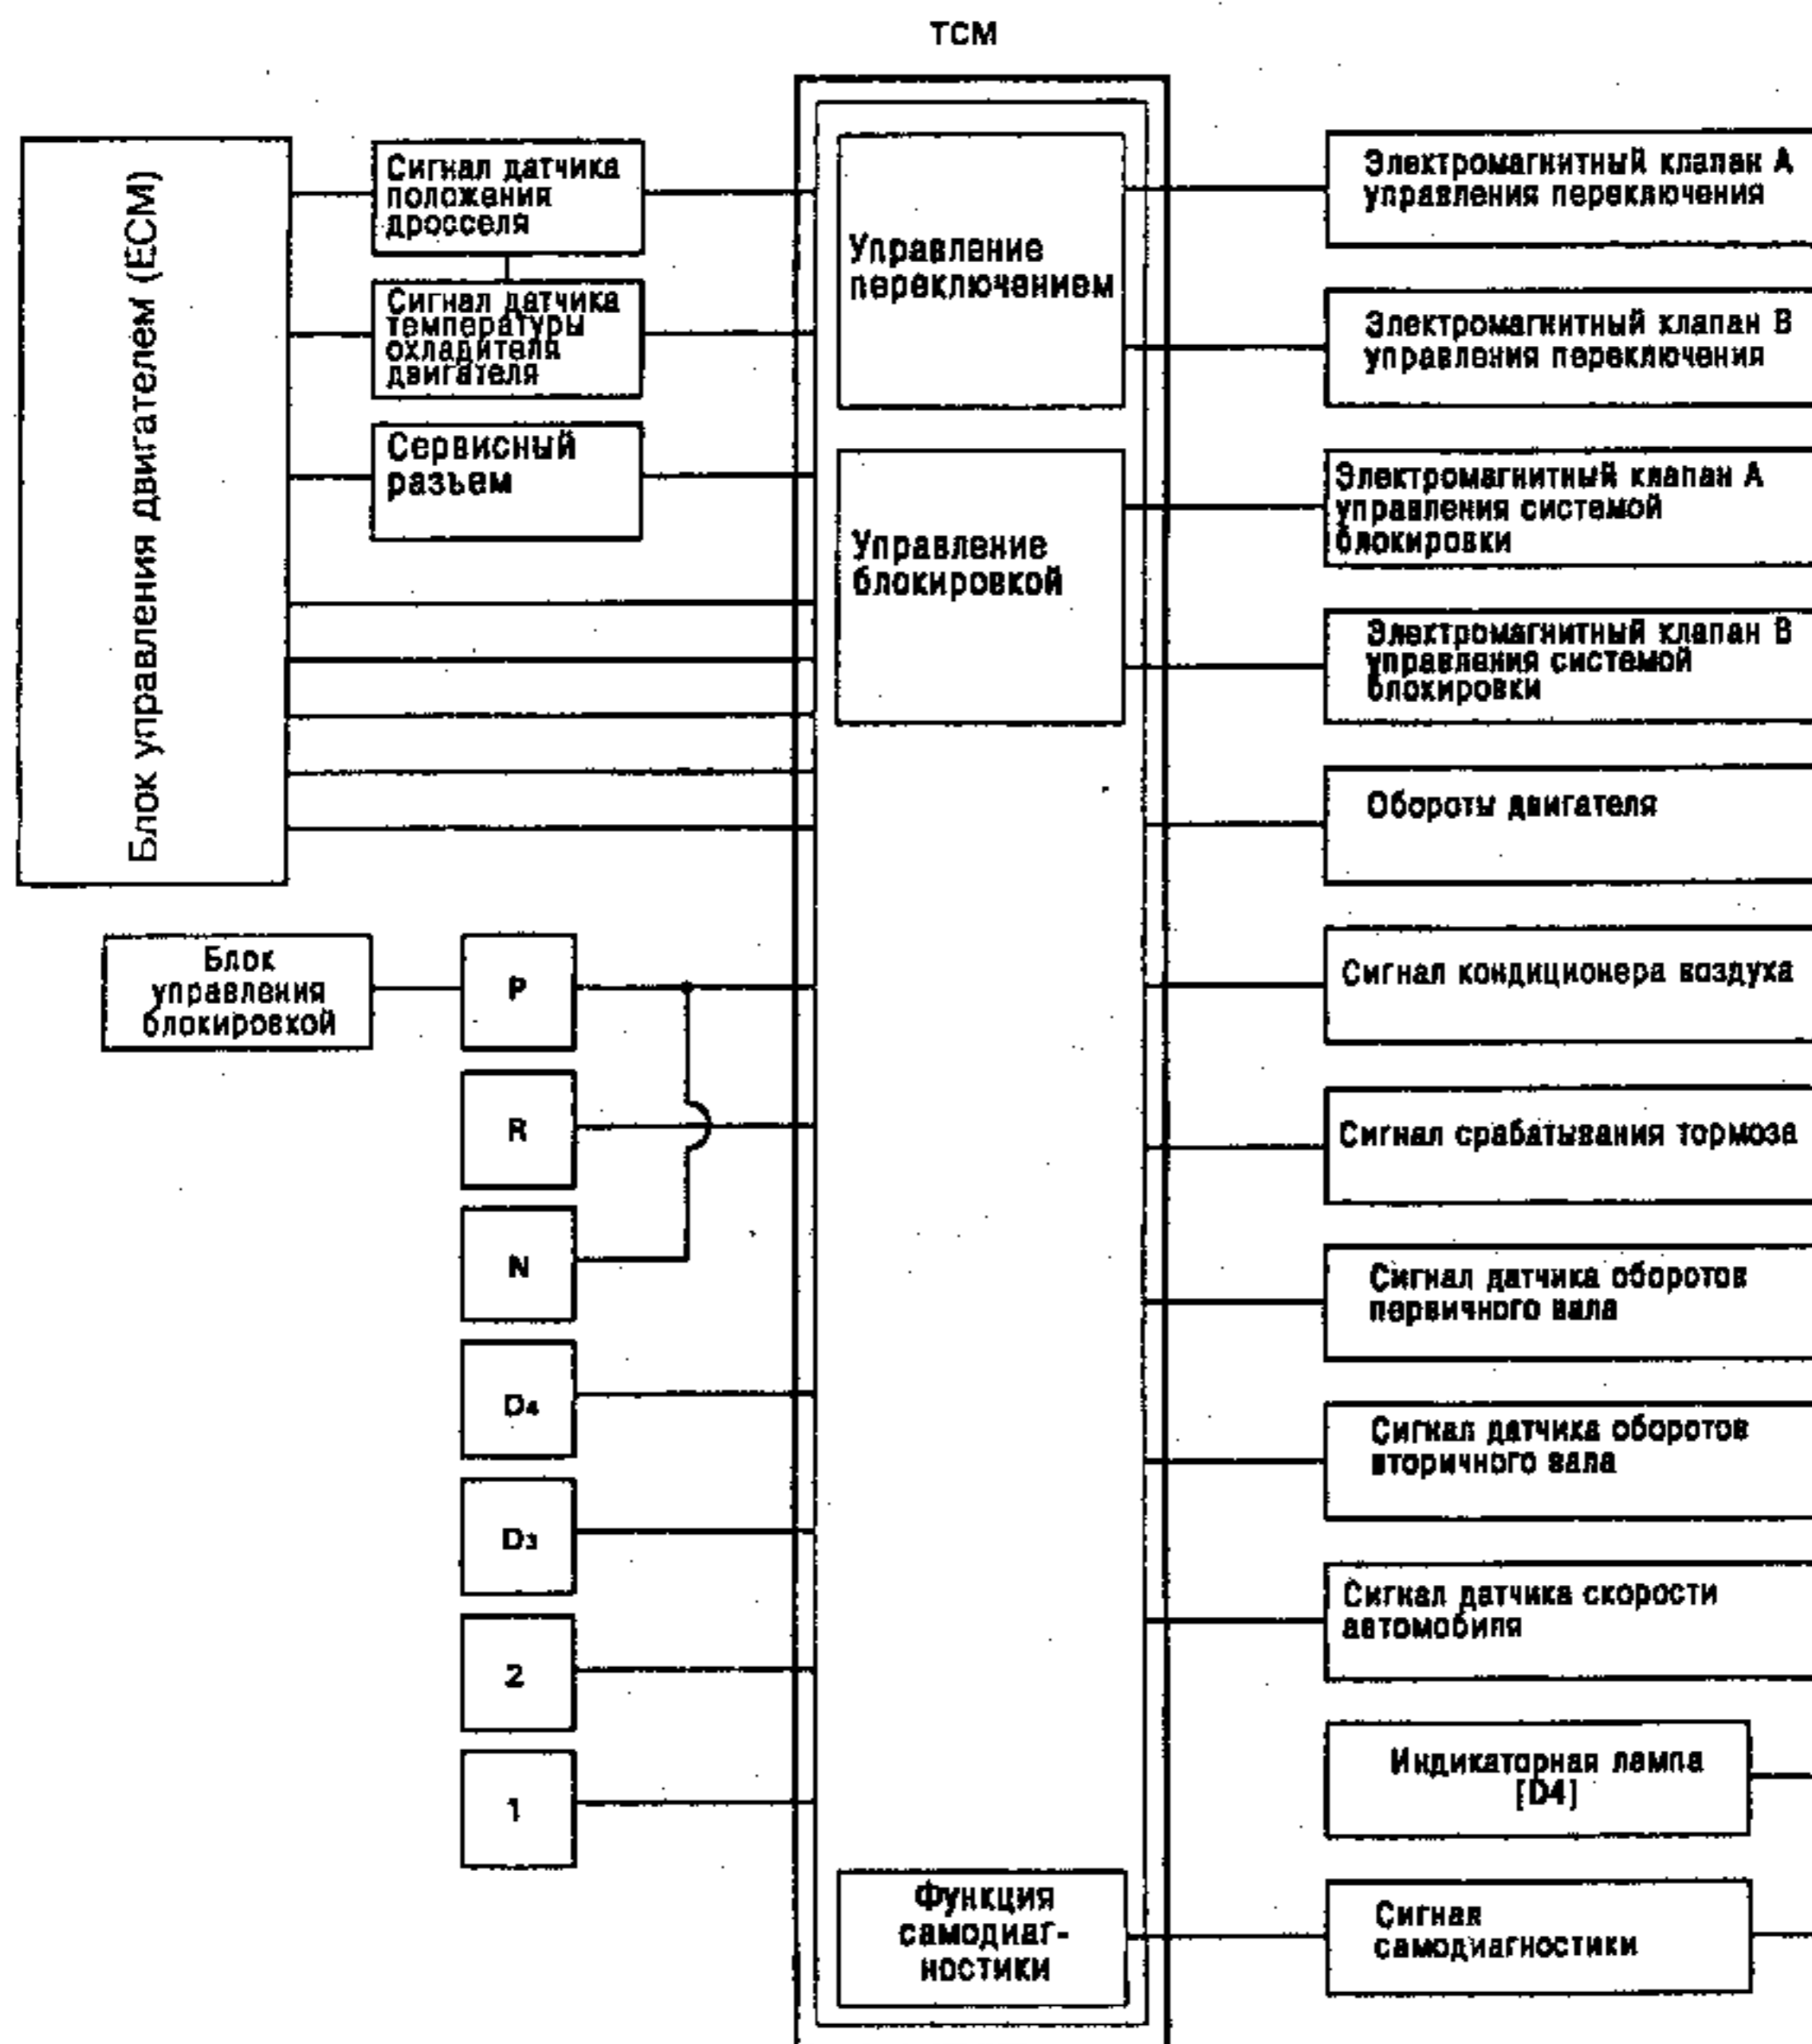 TCM
Блок управления двигателем (ECM)
Сигнал датчика
положения
дросселя
Сигнал датчика
температуры
охладителя
двигателя
Сервисный
разъем
Блок
управления
блокировкой
P
R
N
D4
D3
2
1
Управление
переключением
Управление
блокировкой
Функция
самодиаг-
ностики
Электромагнитный клапан А
управления переключения
Электромагнитный клапан В
управления переключения
Электромагнитный клапан А
управления системой
блокировки
Электромагнитный клапан В
управления системой
блокировки
Обороты двигателя
Сигнал кондиционера воздуха
Сигнал срабатывания тормоза
Сигнал датчика оборотов
первичного вала
Сигнал датчика оборотов
вторичного вала
Сигнал датчика скорости
автомобиля
Индикаторная лампа
[D4]
Сигнал
самодиагностики